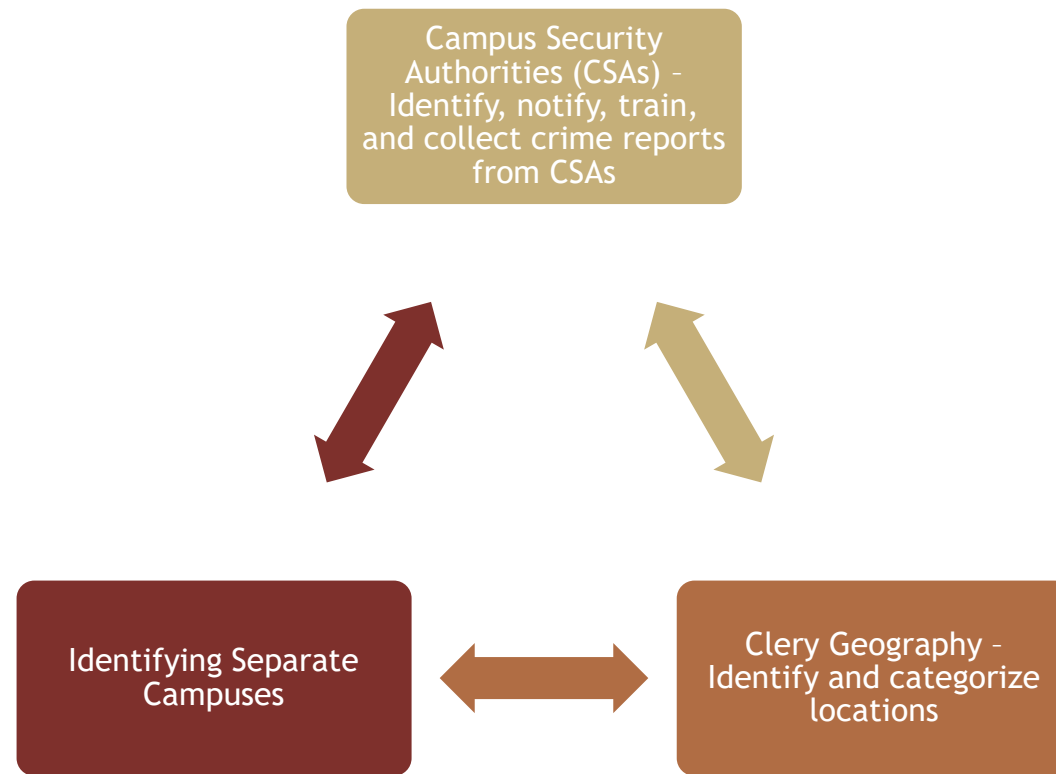 Campus Security
Authorities (CSAs) –
Identify, notify, train,
and collect crime reports
from CSAs
Identifying Separate
Campuses
Clery Geography –
Identify and categorize
locations